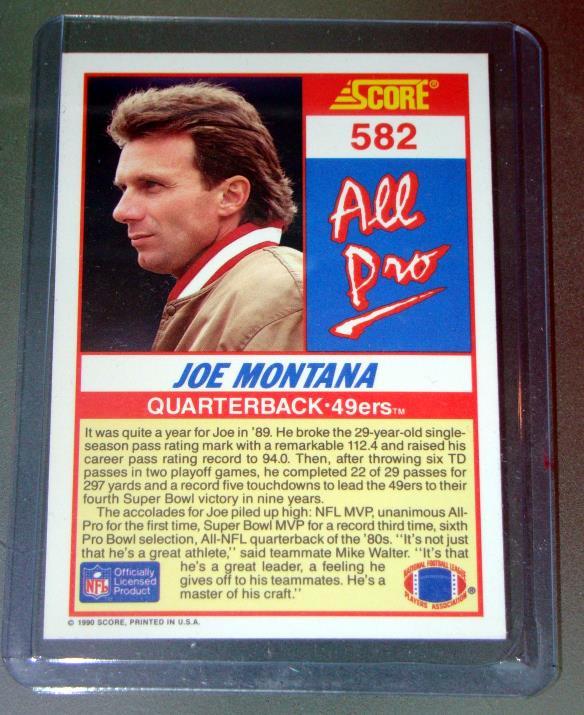 SCORE®
582
All
Pro
JOE MONTANA
QUARTERBACK·49ers™
It was quite a year for Joe in '89. He broke the 29-year-old single-
season pass rating mark with a remarkable 112.4 and raised his
career pass rating record to 94.0. Then, after throwing six TD
passes in two playoff games, he completed 22 of 29 passes for
297 yards and a record five touchdowns to lead the 49ers to their
fourth Super Bowl victory in nine years.
The accolades for Joe piled up high: NFL MVP, unanimous All-
Pro for the first time, Super Bowl MVP for a record third time, sixth
Pro Bowl selection, All-NFL quarterback of the '80s. "It's not just
that he's a great athlete," said teammate Mike Walter. "It's that
he's a great leader, a feeling he
gives off to his teammates. He's a
master of his craft."
NFL
Officially
Licensed
Product
NATIONAL FOOTBALL LEAGUE
PLAYERS ASSOCIATION
®
© 1990 SCORE, PRINTED IN U.S.A.